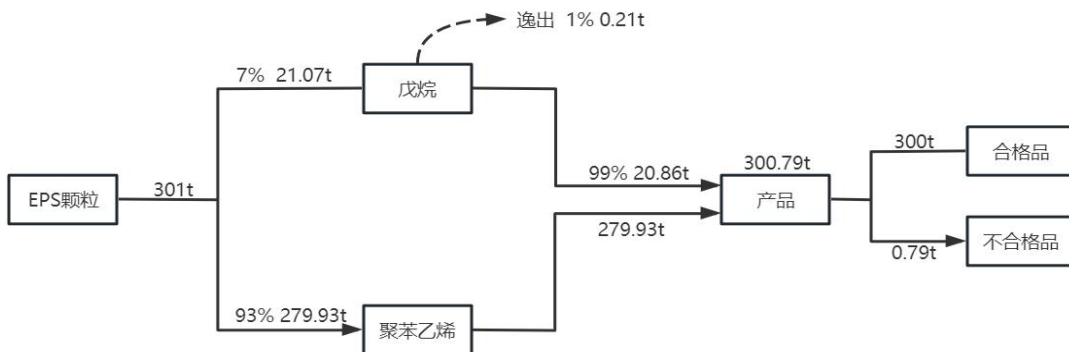 逸出 1% 0.21t
7% 21.07t
戊烷
300t
合格品
300.79t
99% 20.86t
301t
EPS颗粒
产品
279.93t
不合格品
0.79t
93% 279.93t
聚苯乙烯